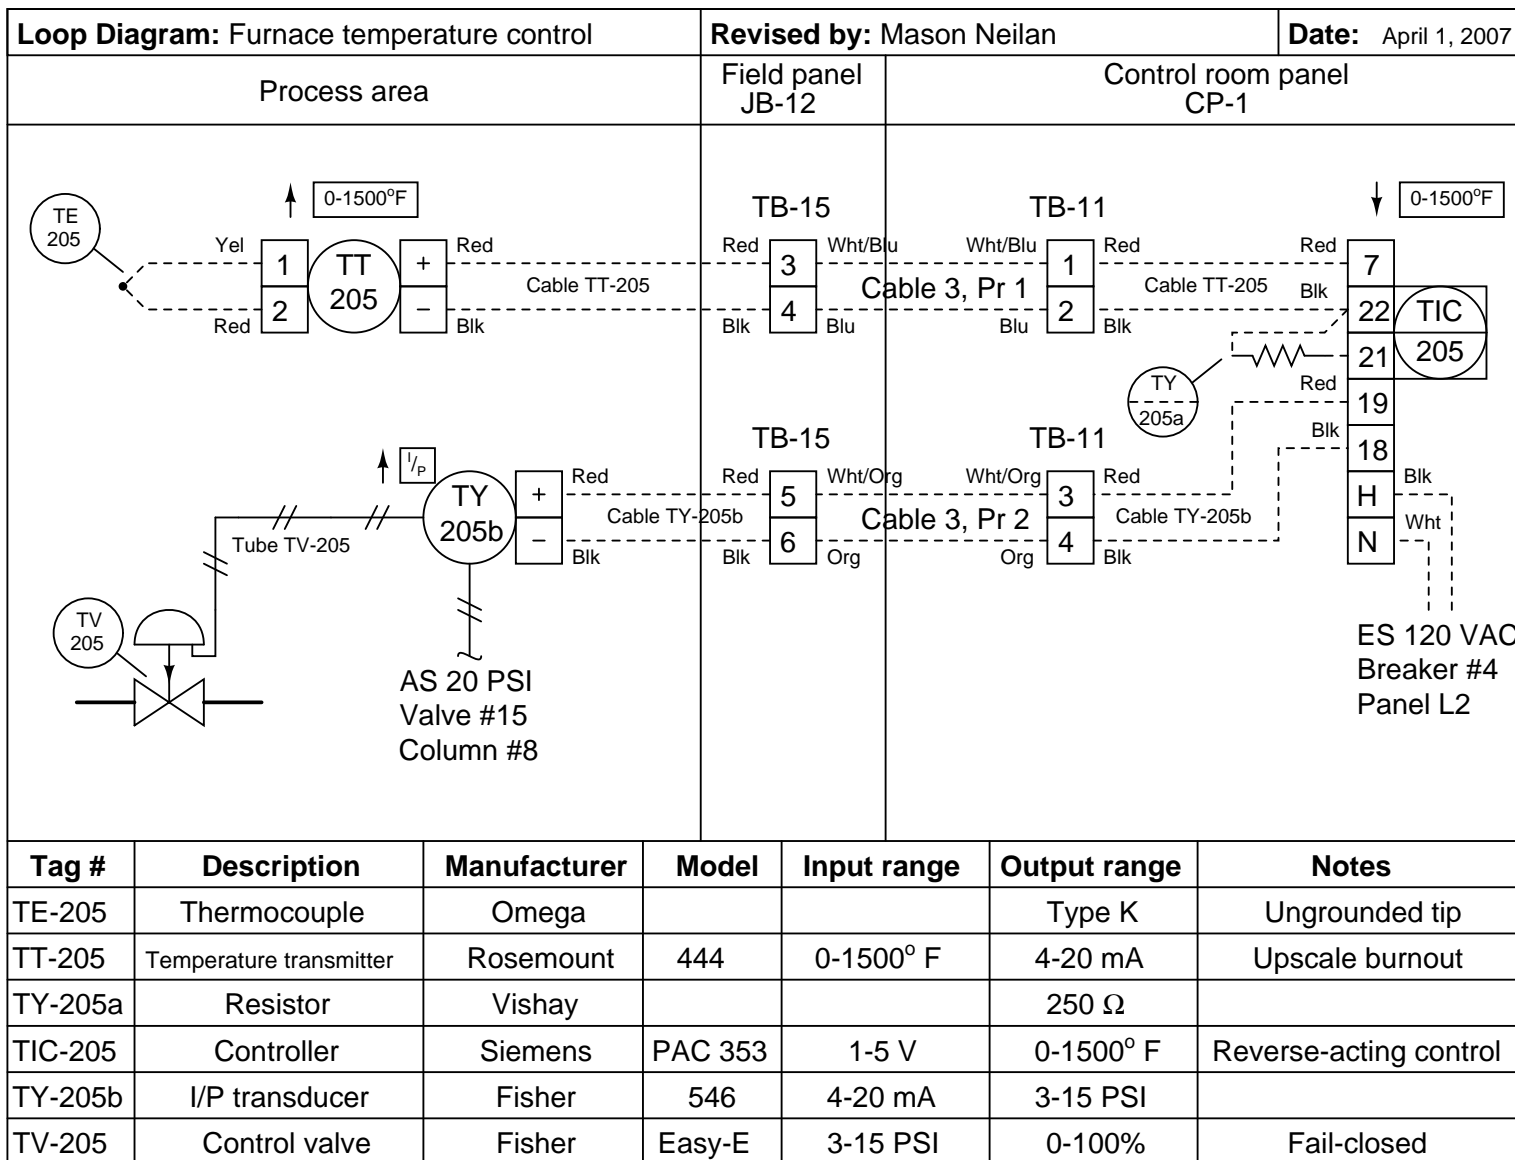 Loop Diagram: Furnace temperature control Revised by: Mason Neilan Date: April 1, 2007
Process area
Field panel
JB-12
Control room panel
CP-1
TE
205
0-1500°F
Yel
Red
1
2
TT
205
+
−
Red
Blk
Cable TT-205
TB-15
Red
Blk
3
4
Wht/Blu
Blu
Cable 3, Pr 1
TB-11
Wht/Blu
Blu
1
2
Red
Blk
Cable TT-205
0-1500°F
Red
Blk
7
22
21
19
18
H
N
TIC
205
TY
205a
Red
Blk
Blk
Wht
ES 120 VAC
Breaker #4
Panel L2
I/P
TY
205b
+
−
Red
Blk
Cable TY-205b
TB-15
Red
Blk
5
6
Wht/Org
Org
Cable 3, Pr 2
TB-11
Wht/Org
Org
3
4
Red
Blk
Cable TY-205b
Tube TV-205
TV
205
AS 20 PSI
Valve #15
Column #8
Tag # Description Manufacturer Model Input range Output range Notes
TE-205 Thermocouple Omega Type K Ungrounded tip
TT-205 Temperature transmitter Rosemount 444 0-1500° F 4-20 mA Upscale burnout
TY-205a Resistor Vishay 250 Ω
TIC-205 Controller Siemens PAC 353 1-5 V 0-1500° F Reverse-acting control
TY-205b I/P transducer Fisher 546 4-20 mA 3-15 PSI
TV-205 Control valve Fisher Easy-E 3-15 PSI 0-100% Fail-closed